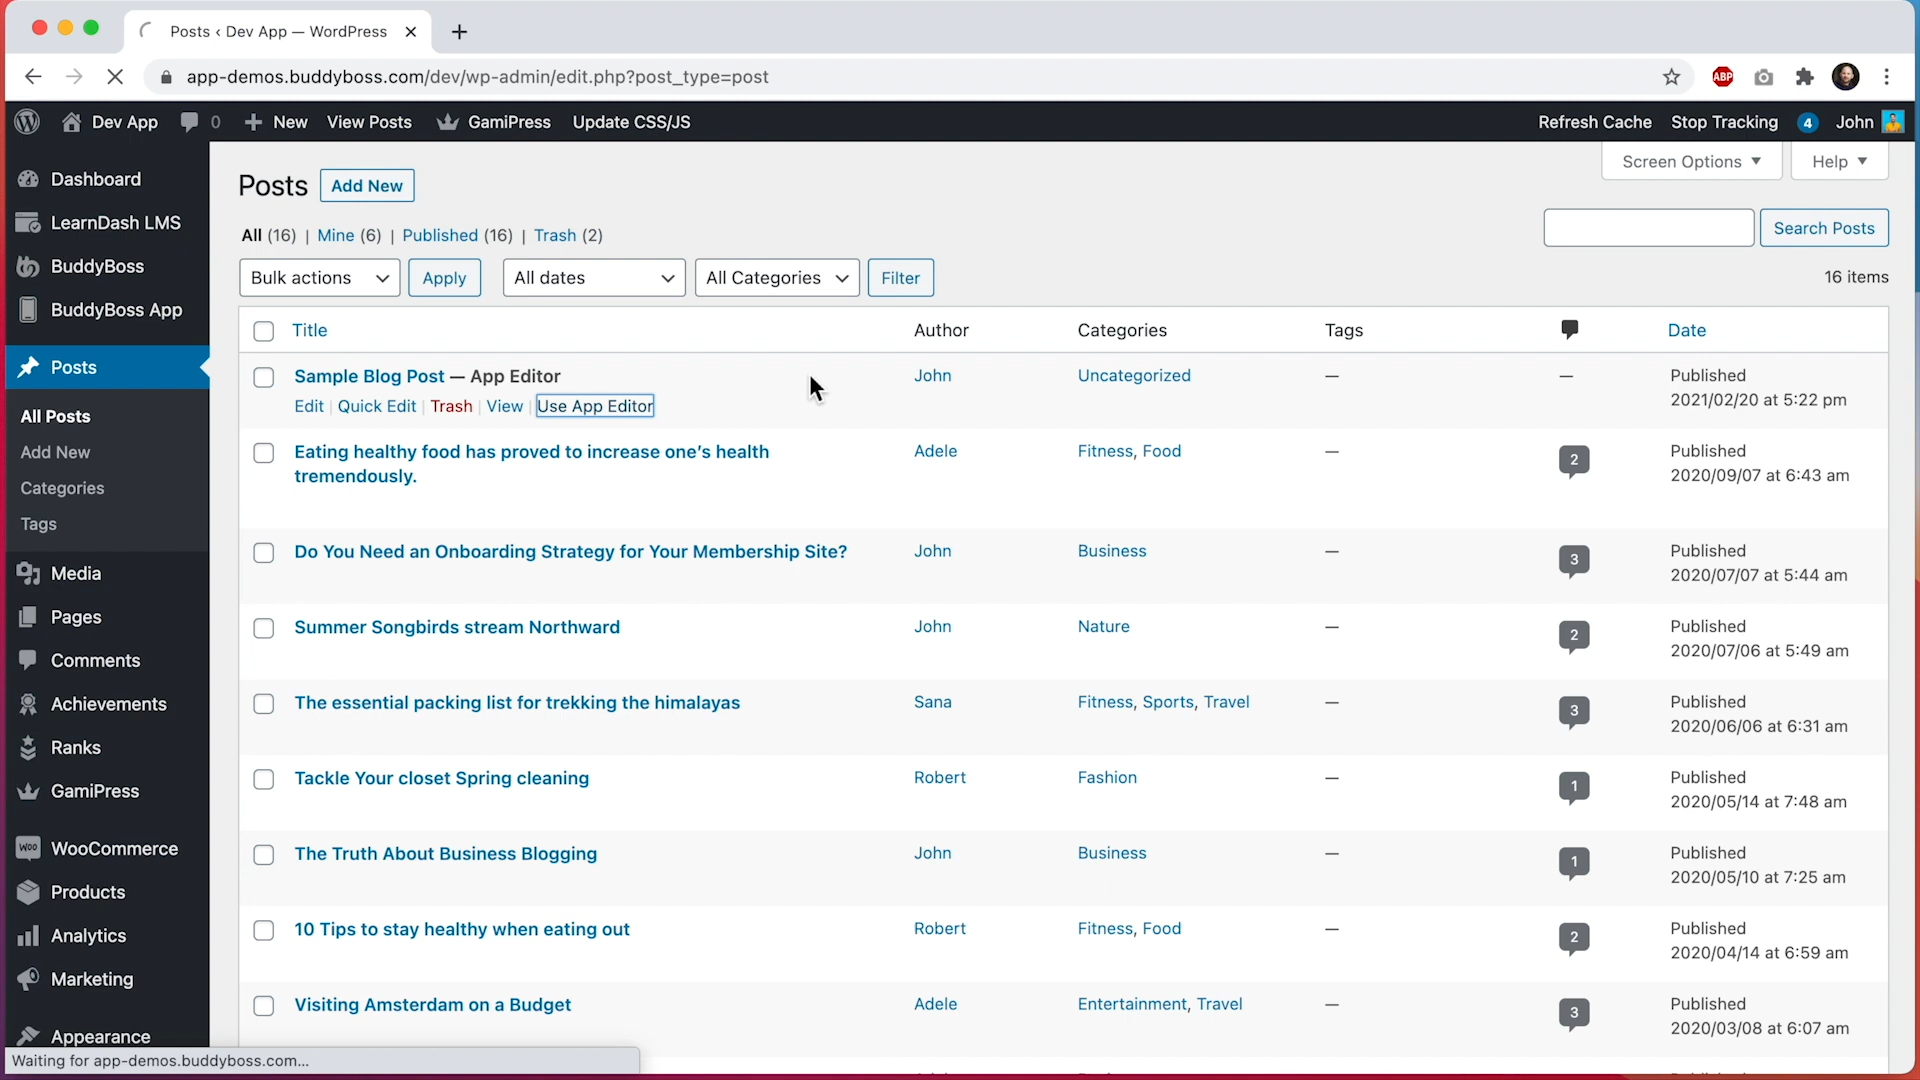 Posts ‹ Dev App — WordPress
app-demos.buddyboss.com/dev/wp-admin/edit.php?post_type=post
ABP
Dev App 0 New View Posts GamiPress Update CSS/JS Refresh Cache Stop Tracking 4 John
Screen Options Help
Dashboard
LearnDash LMS
BuddyBoss
BuddyBoss App
Posts
All Posts
Add New
Categories
Tags
Media
Pages
Comments
Achievements
Ranks
GamiPress
WOO WooCommerce
Products
Analytics
Marketing
Appearance
Posts Add New
All (16) | Mine (6) | Published (16) | Trash (2)
Search Posts
Bulk actions Apply All dates All Categories Filter 16 items
Title Author Categories Tags Date
Sample Blog Post — App Editor John Uncategorized — — Published
2021/02/20 at 5:22 pm
Edit | Quick Edit | Trash | View | Use App Editor
Eating healthy food has proved to increase one’s health Adele Fitness, Food — 2 Published
tremendously. 2020/09/07 at 6:43 am
Do You Need an Onboarding Strategy for Your Membership Site? John Business — 3 Published
2020/07/07 at 5:44 am
Summer Songbirds stream Northward John Nature — 2 Published
2020/07/06 at 5:49 am
The essential packing list for trekking the himalayas Sana Fitness, Sports, Travel — 3 Published
2020/06/06 at 6:31 am
Tackle Your closet Spring cleaning Robert Fashion — 1 Published
2020/05/14 at 7:48 am
The Truth About Business Blogging John Business — 1 Published
2020/05/10 at 7:25 am
10 Tips to stay healthy when eating out Robert Fitness, Food — 2 Published
2020/04/14 at 6:59 am
Visiting Amsterdam on a Budget Adele Entertainment, Travel — 3 Published
2020/03/08 at 6:07 am
Waiting for app-demos.buddyboss.com...